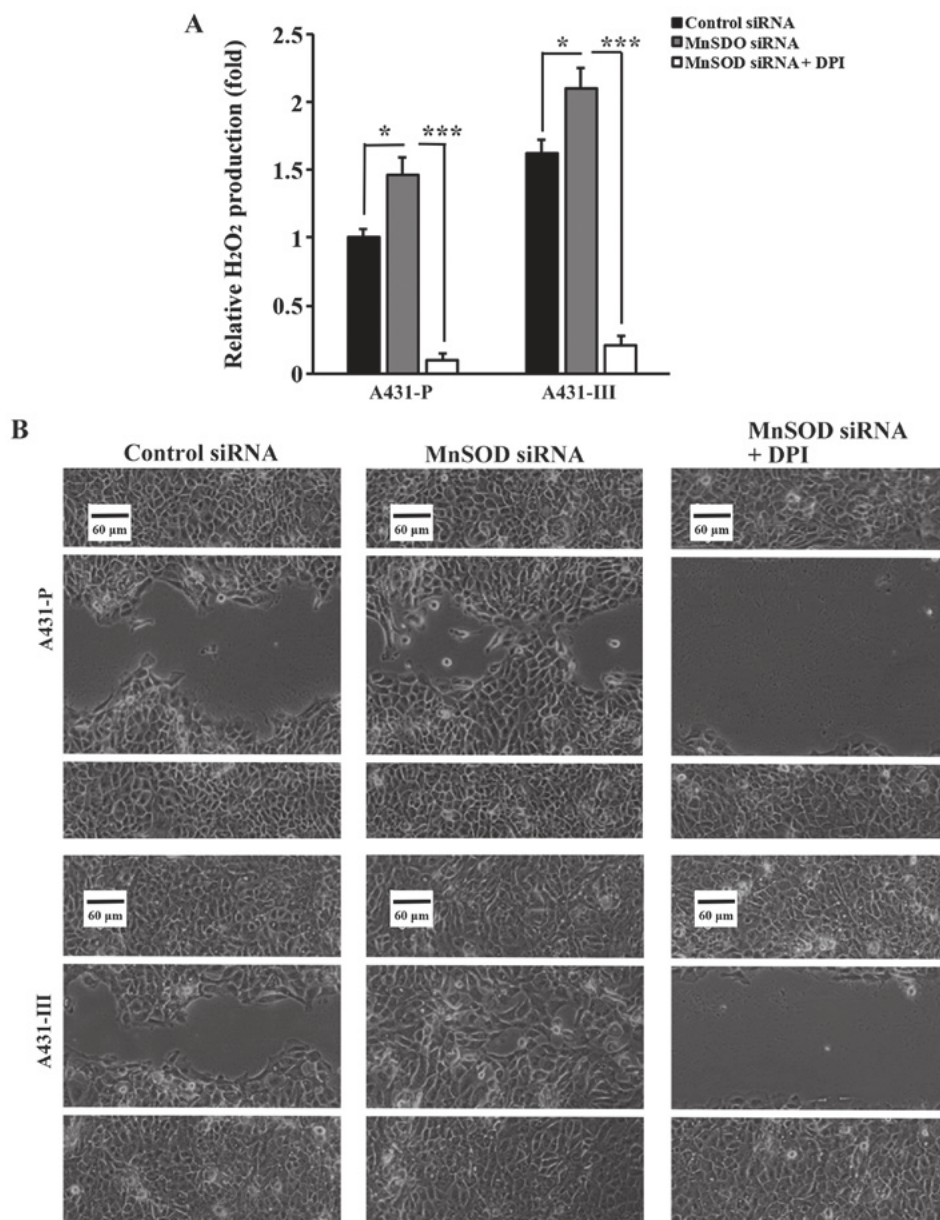 A
Control siRNA
MnSDO siRNA
MnSOD siRNA + DPI
Relative H₂O₂ production (fold)
2.5
2
1.5
1
0.5
0
*
***
*
***
A431-P
A431-III
B
Control siRNA
MnSOD siRNA
MnSOD siRNA
+ DPI
A431-P
60 μm
60 μm
60 μm
A431-III
60 μm
60 μm
60 μm